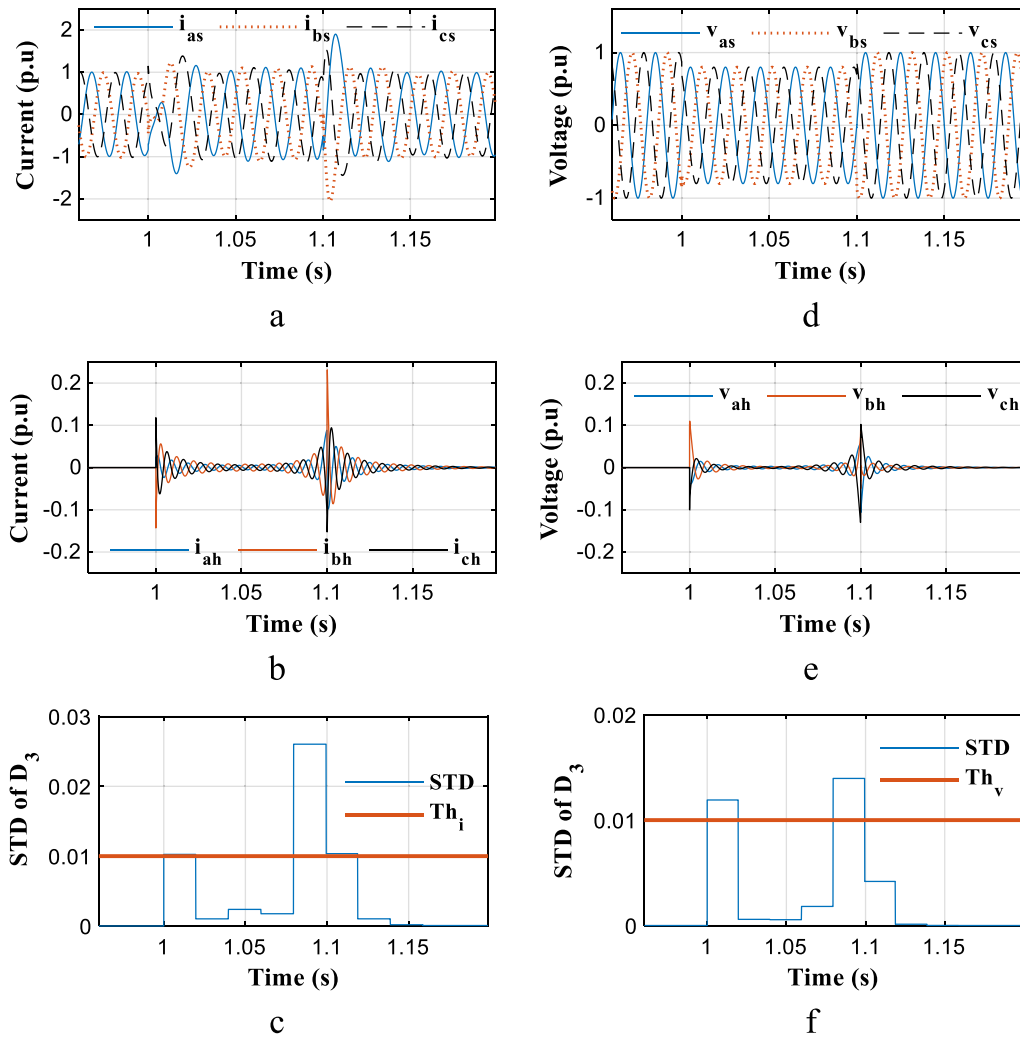 i_as i_bs i_cs
Current (p.u)
2
1
0
-1
-2
1 1.05 1.1 1.15
Time (s)
a
v_as v_bs v_cs
Voltage (p.u)
1
0
-1
1 1.05 1.1 1.15
Time (s)
d
Current (p.u)
0.2
0.1
0
-0.1
-0.2
i_ah i_bh i_ch
1 1.05 1.1 1.15
Time (s)
b
v_ah v_bh v_ch
Voltage (p.u)
0.2
0.1
0
-0.1
-0.2
1 1.05 1.1 1.15
Time (s)
e
STD of D_3
0.03
0.02
0.01
0
STD
Th_i
1 1.05 1.1 1.15
Time (s)
c
STD of D_3
0.02
0.01
0
STD
Th_v
1 1.05 1.1 1.15
Time (s)
f